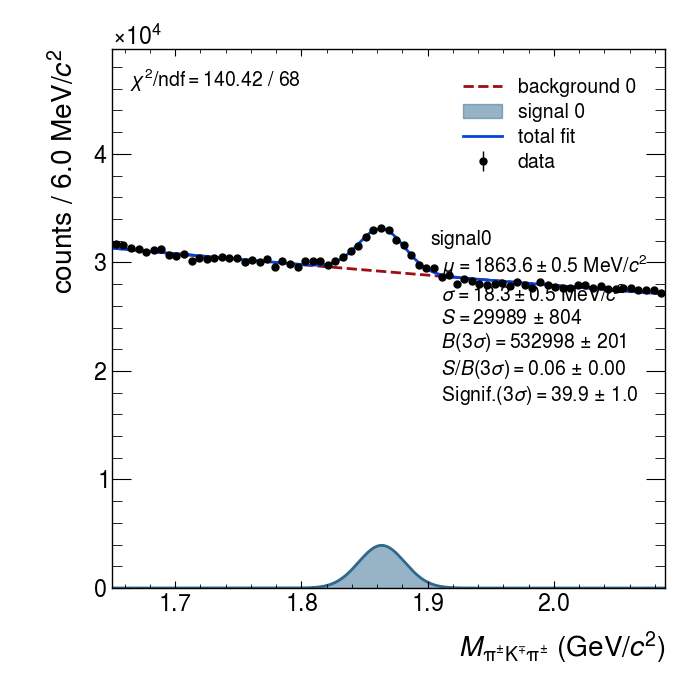 ×10⁴
counts / 6.0 MeV/c²
χ²/ndf = 140.42 / 68
background 0
signal 0
total fit
data
signal0
μ = 1863.6 ± 0.5 MeV/c²
σ = 18.3 ± 0.5 MeV/c²
S = 29989 ± 804
B(3σ) = 532998 ± 201
S/B(3σ) = 0.06 ± 0.00
Signif.(3σ) = 39.9 ± 1.0
4
3
2
1
0
1.7 1.8 1.9 2.0
M_π±K∓π± (GeV/c²)